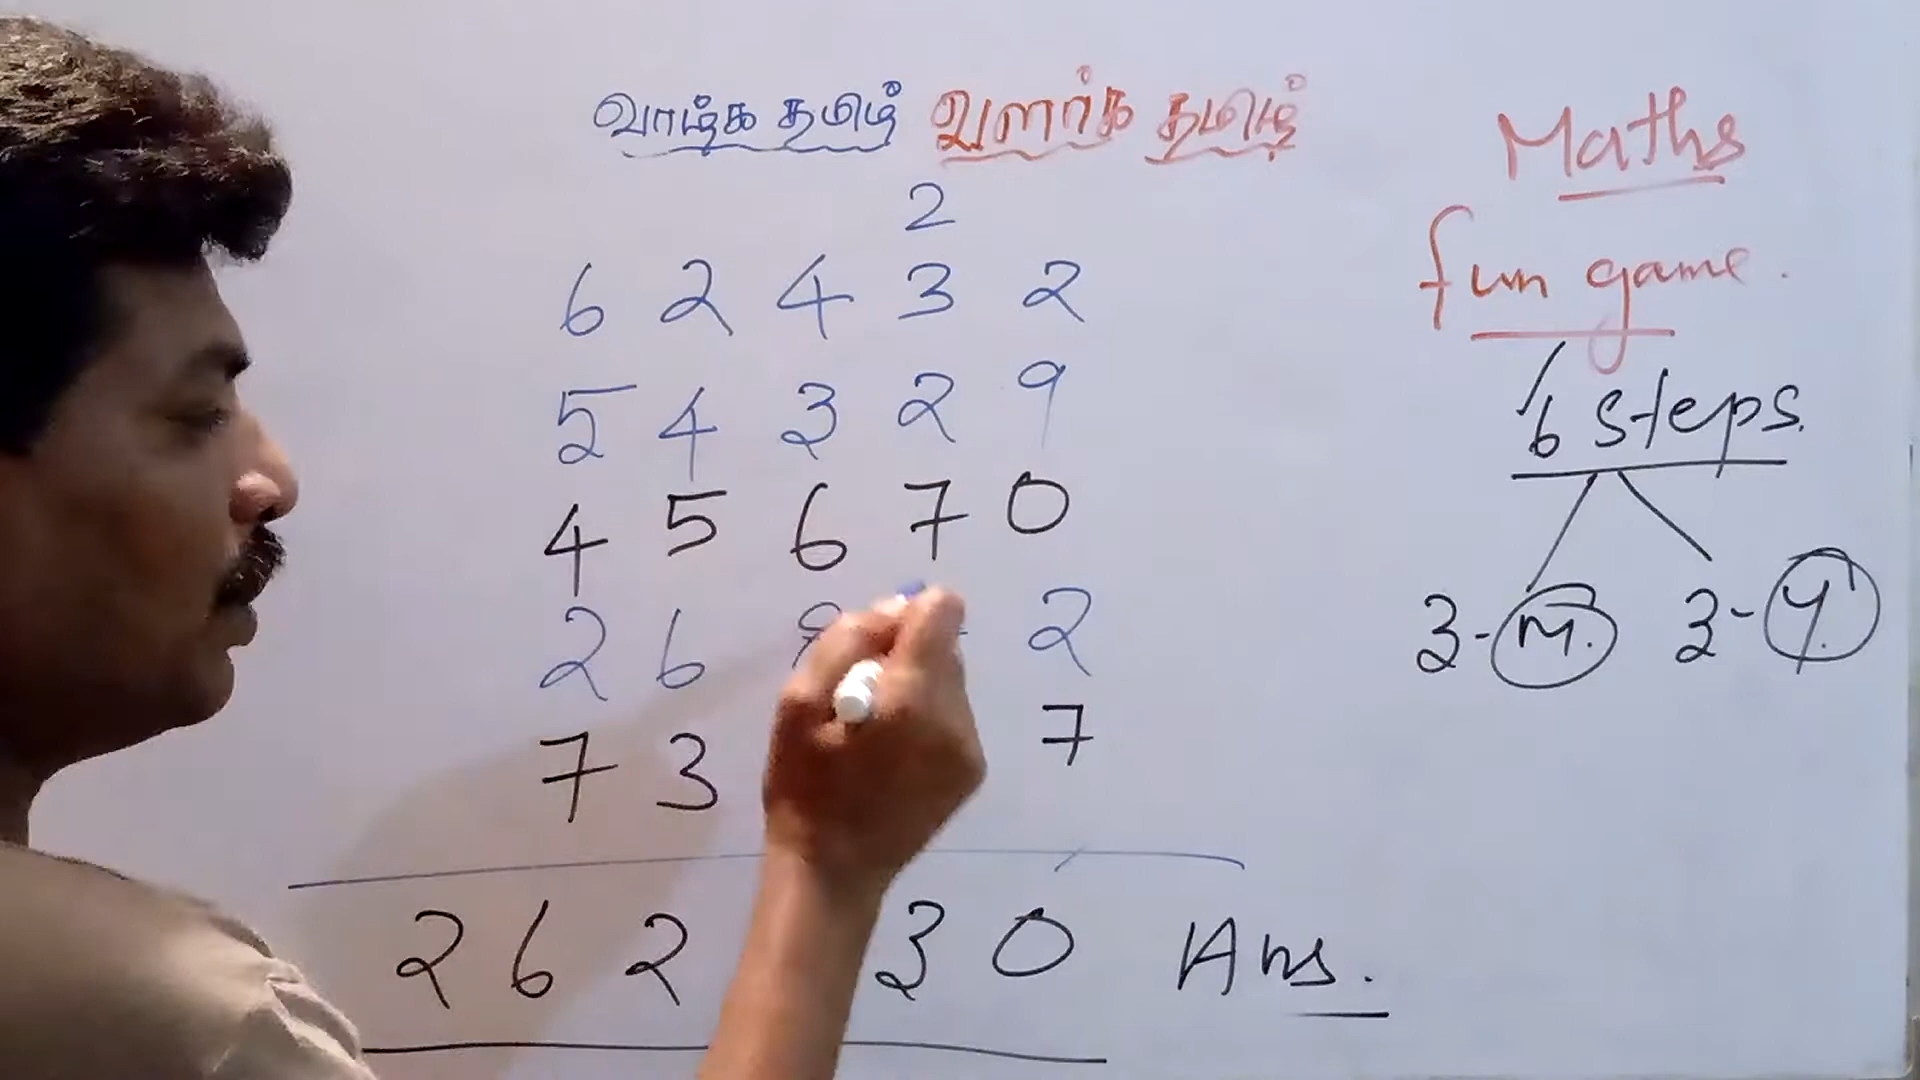 வாழ்க தமிழ் வளர்க தமிழ்
Maths
fun game.
6 steps.
3-M. 3-Y.
2
6 2 4 3 2
5 4 3 2 9
4 5 6 7 0
2 6 2
7 3 7
2 6 2 3 0 Ans.